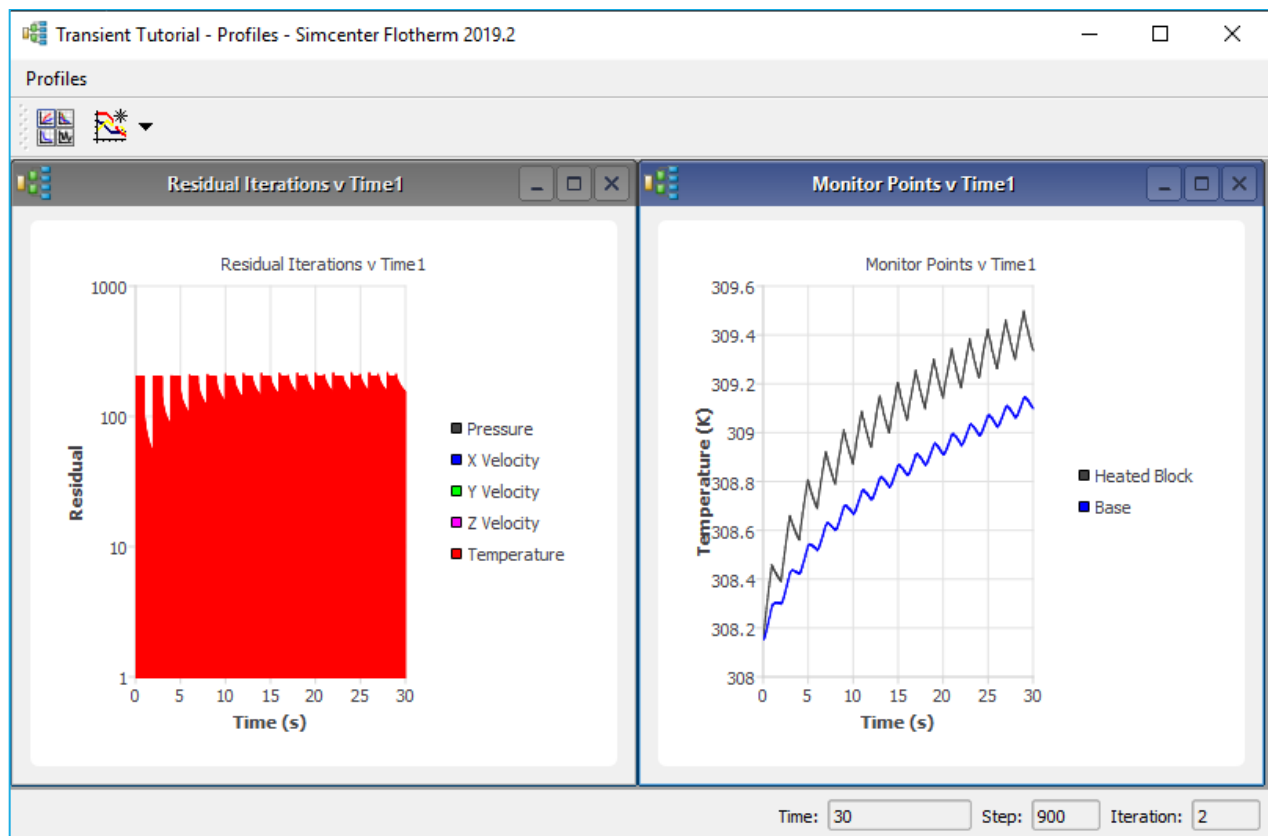 Transient Tutorial - Profiles - Simcenter Flotherm 2019.2
Profiles
Residual Iterations v Time1
Residual Iterations v Time1
1000
100
10
1
Residual
0 5 10 15 20 25 30
Time (s)
Pressure
X Velocity
Y Velocity
Z Velocity
Temperature
Monitor Points v Time1
Monitor Points v Time1
309.6
309.4
309.2
309
308.8
308.6
308.4
308.2
308
Temperature (K)
0 5 10 15 20 25 30
Time (s)
Heated Block
Base
Time: 30 Step: 900 Iteration: 2